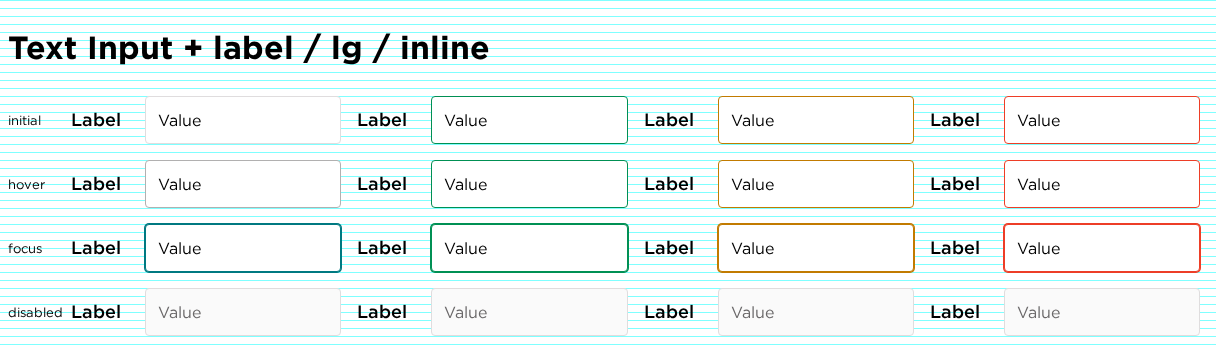 Text Input + label / lg / inline
initial Label Value Label Value Label Value Label Value
hover Label Value Label Value Label Value Label Value
focus Label Value Label Value Label Value Label Value
disabled Label Value Label Value Label Value Label Value